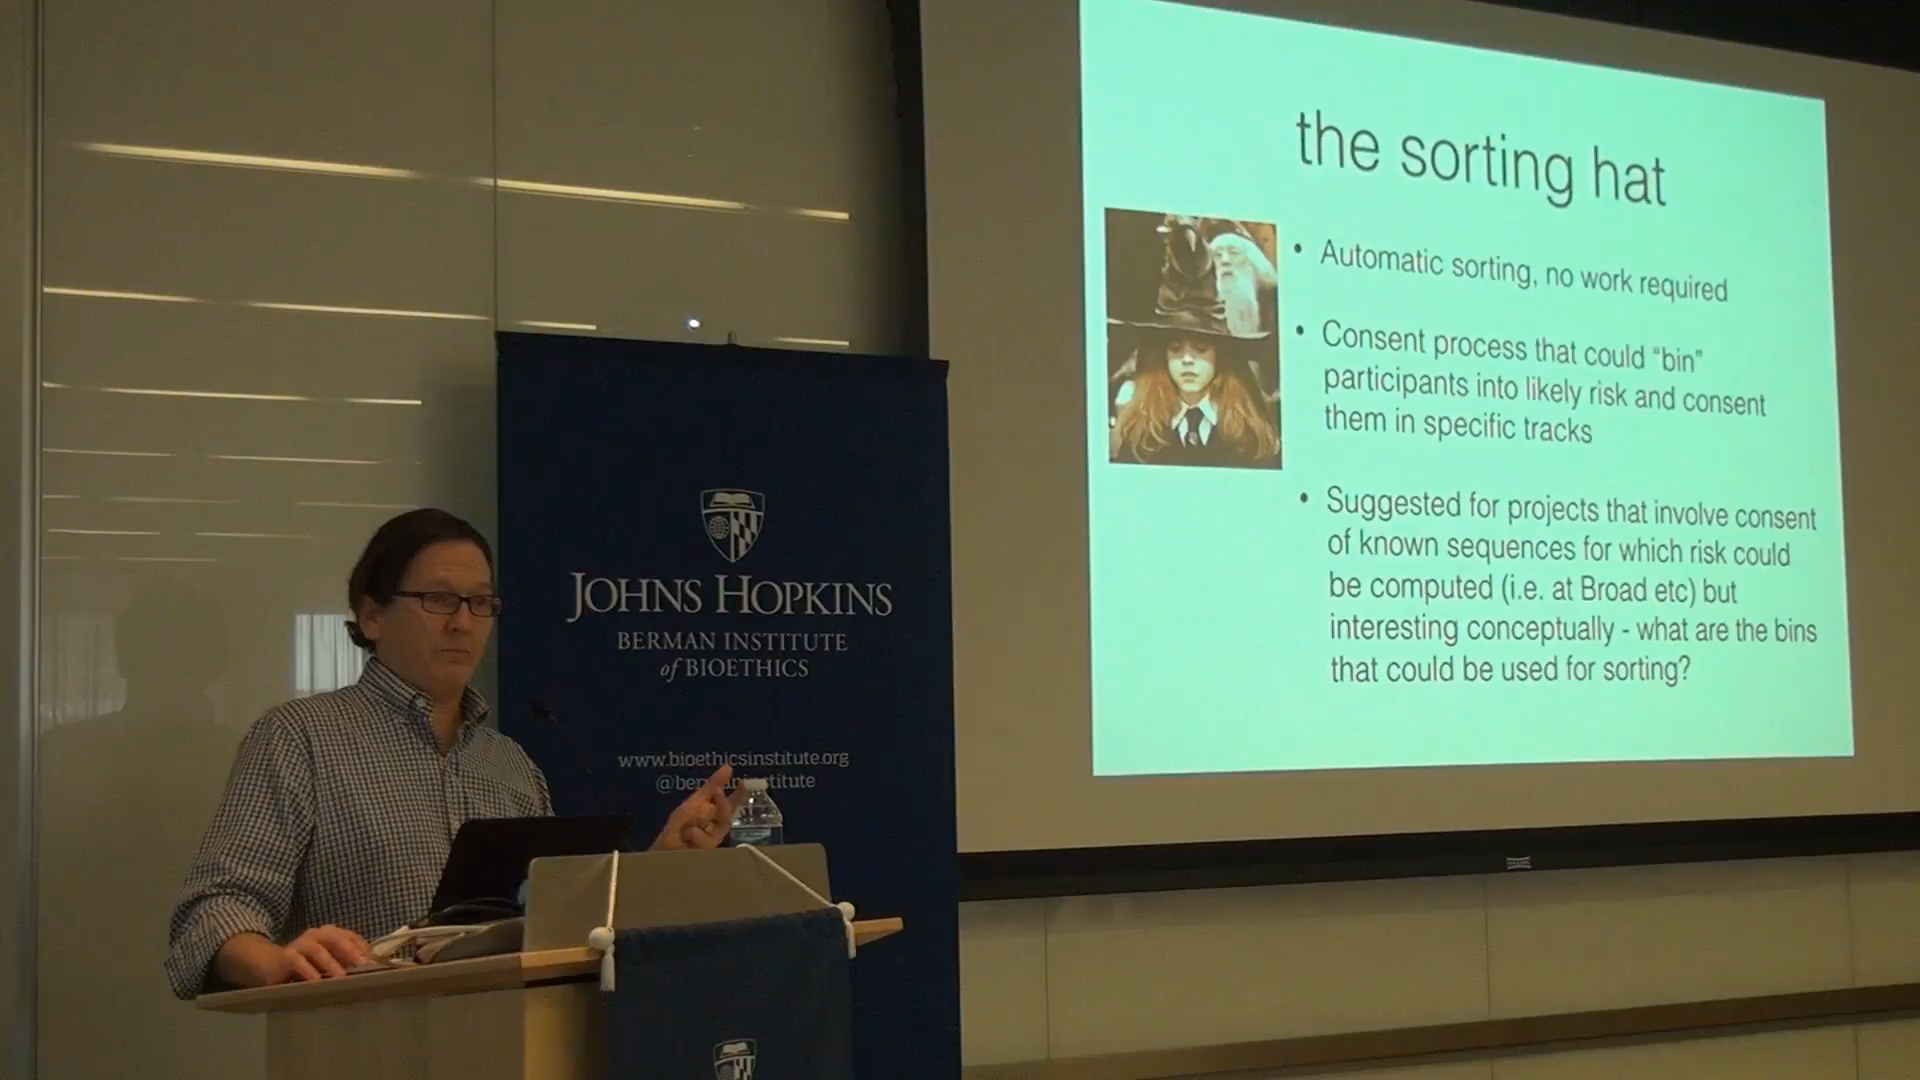 the sorting hat
• Automatic sorting, no work required
• Consent process that could “bin”
participants into likely risk and consent
them in specific tracks
• Suggested for projects that involve consent
of known sequences for which risk could
be computed (i.e. at Broad etc) but
interesting conceptually - what are the bins
that could be used for sorting?
JOHNS HOPKINS
BERMAN INSTITUTE
of BIOETHICS
www.bioethicsinstitute.org